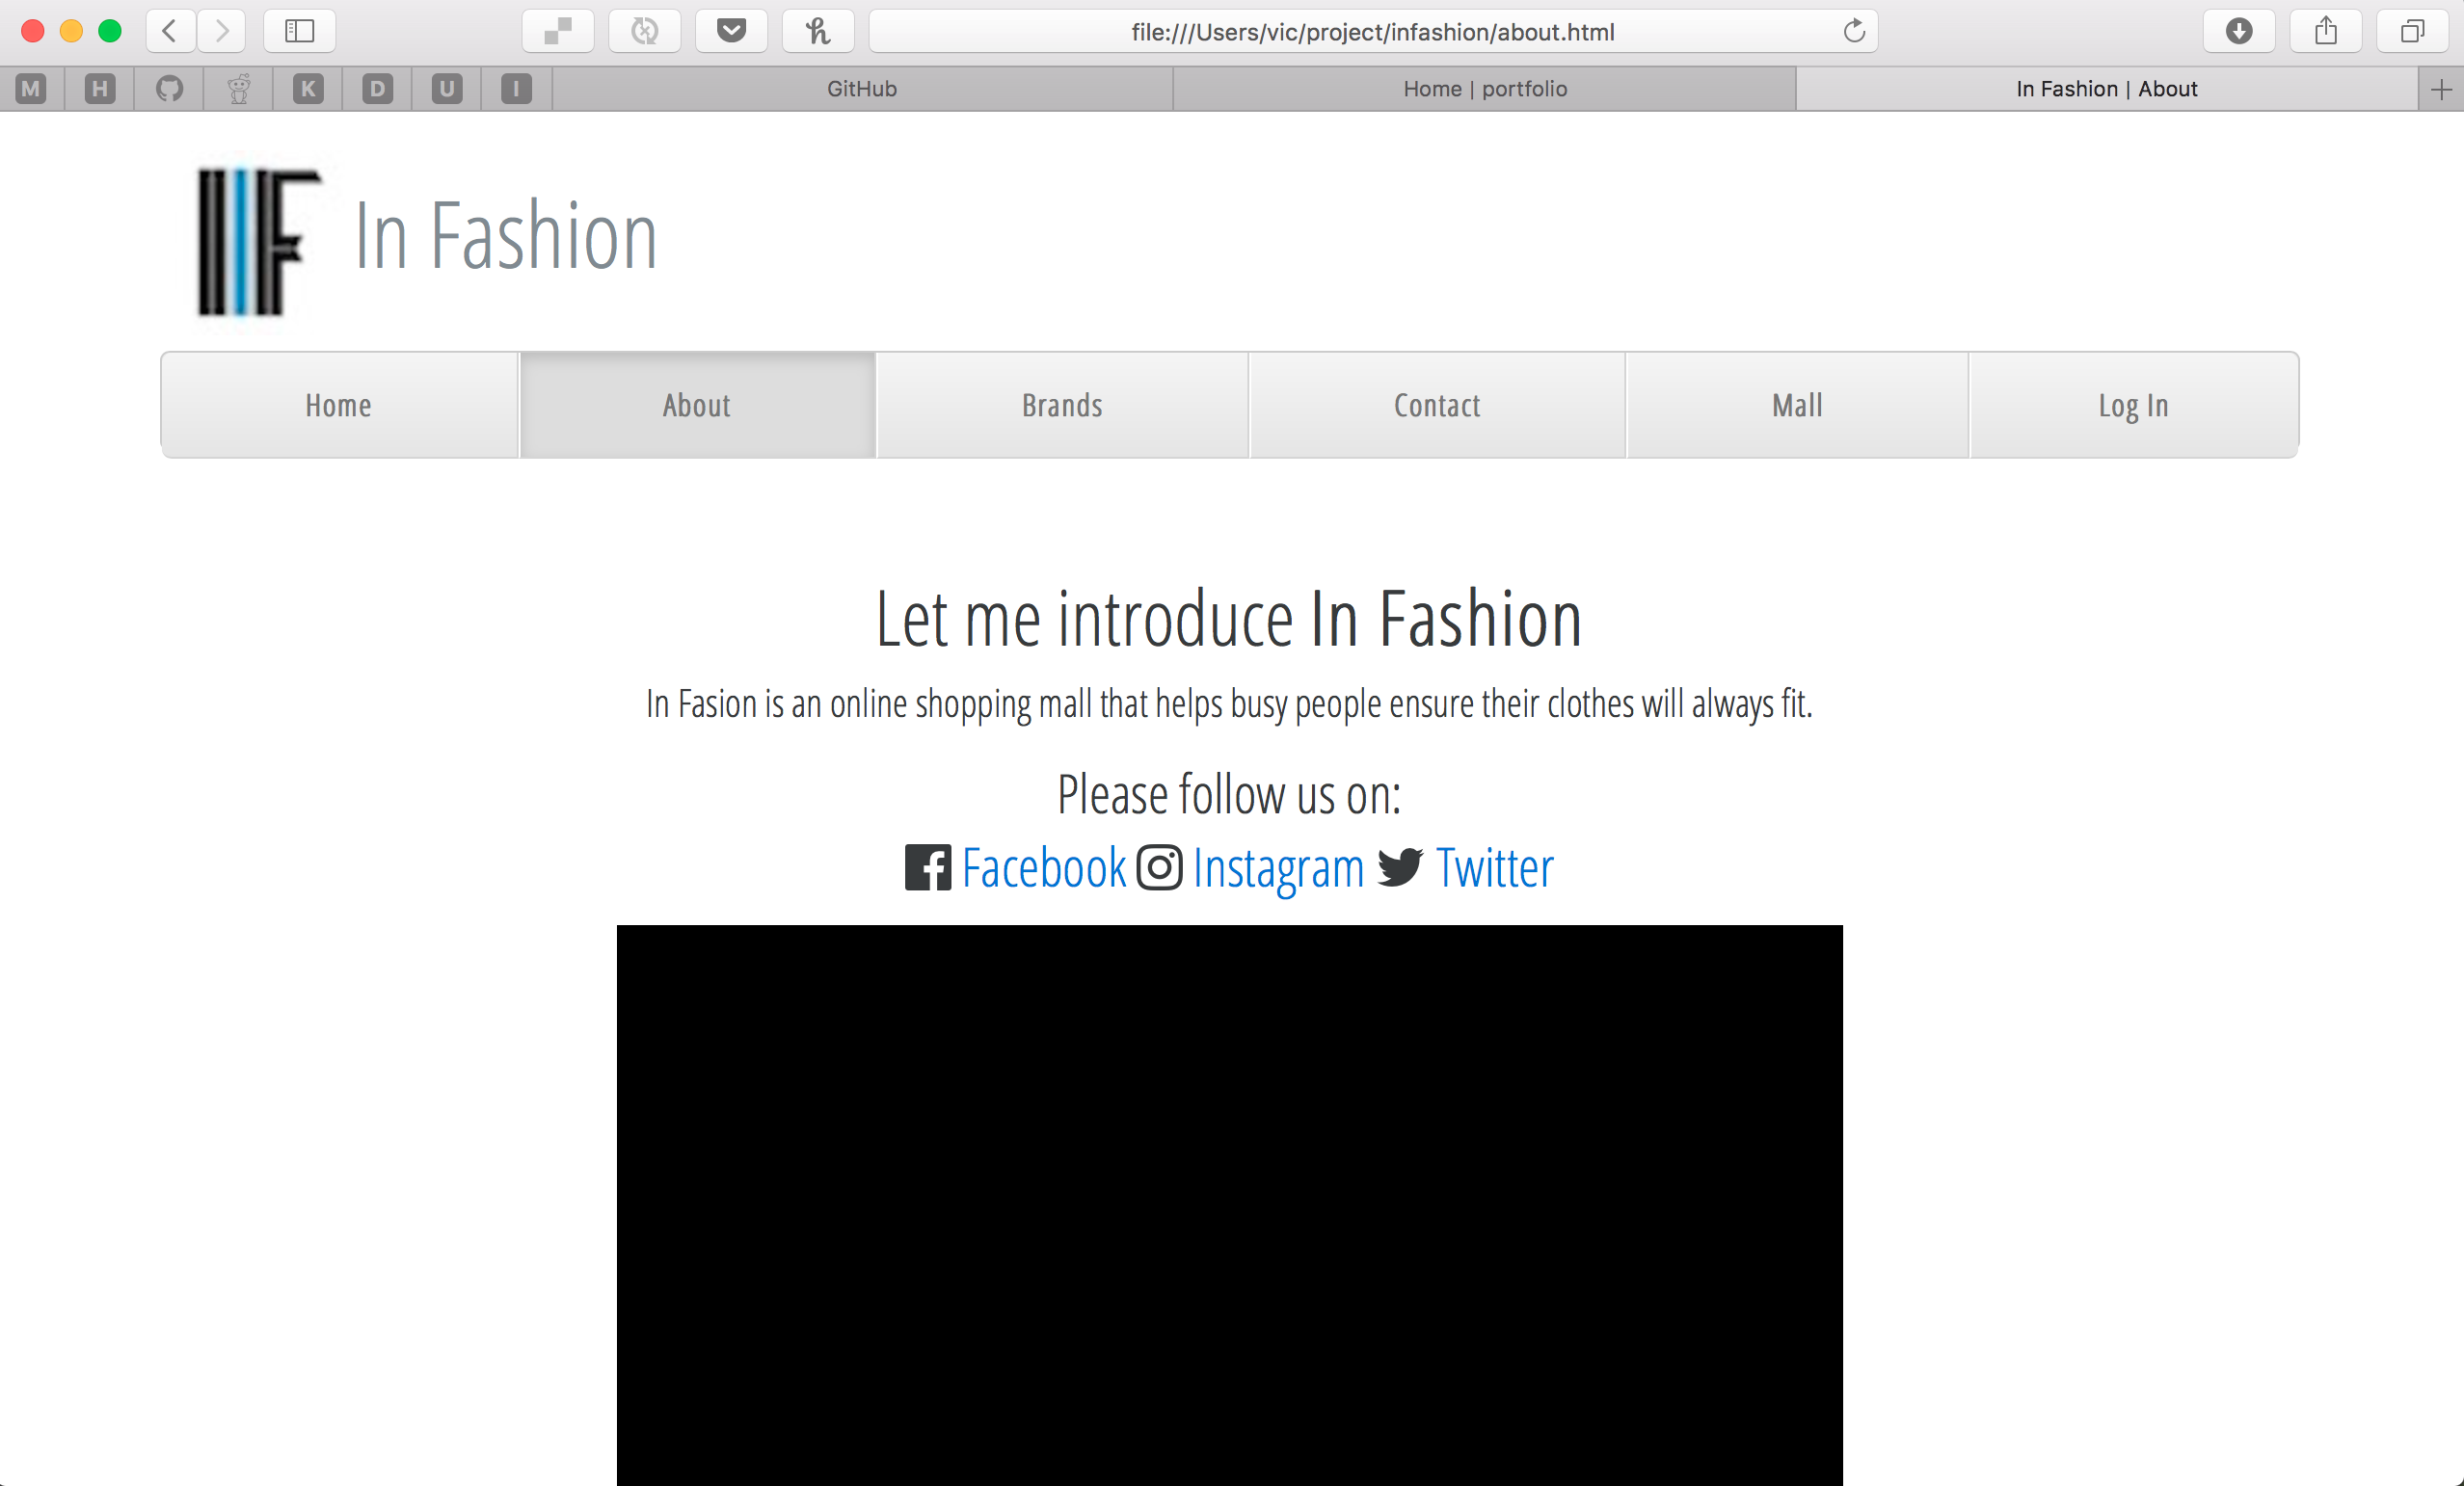 file:///Users/vic/project/infashion/about.html
M H K D U I GitHub Home | portfolio In Fashion | About
IF In Fashion
Home About Brands Contact Mall Log In
Let me introduce In Fashion
In Fasion is an online shopping mall that helps busy people ensure their clothes will always fit.
Please follow us on:
Facebook Instagram Twitter